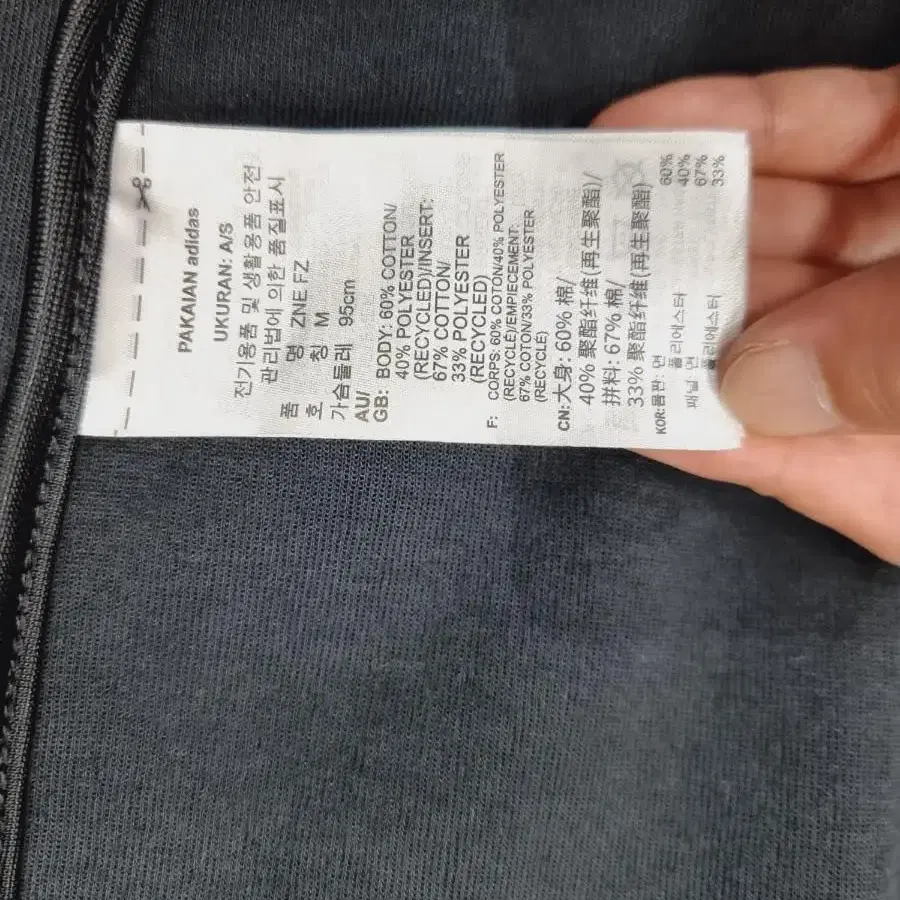 PAKAIAN adidas
UKURAN: A/S
전기용품 및 생활용품 안전
관리법에 의한 품질표시
품 명 ZNE FZ
호 칭 M
가슴둘레 95cm
AU/
GB: BODY: 60% COTTON/
40% POLYESTER
(RECYCLED)/INSERT:
67% COTTON/
33% POLYESTER
(RECYCLED)
F: CORPS: 60% COTON/40% POLYESTER
(RECYCLÉ)/EMPIECEMENT:
67% COTON/33% POLYESTER
(RECYCLE)
CN: 大身: 60% 棉/
40% 聚酯纤维(再生聚酯)/
拼料: 67% 棉/
33% 聚酯纤维(再生聚酯)
KOR: 몸판: 면 60%
폴리에스터 40%
패널 면 67%
폴리에스터 33%